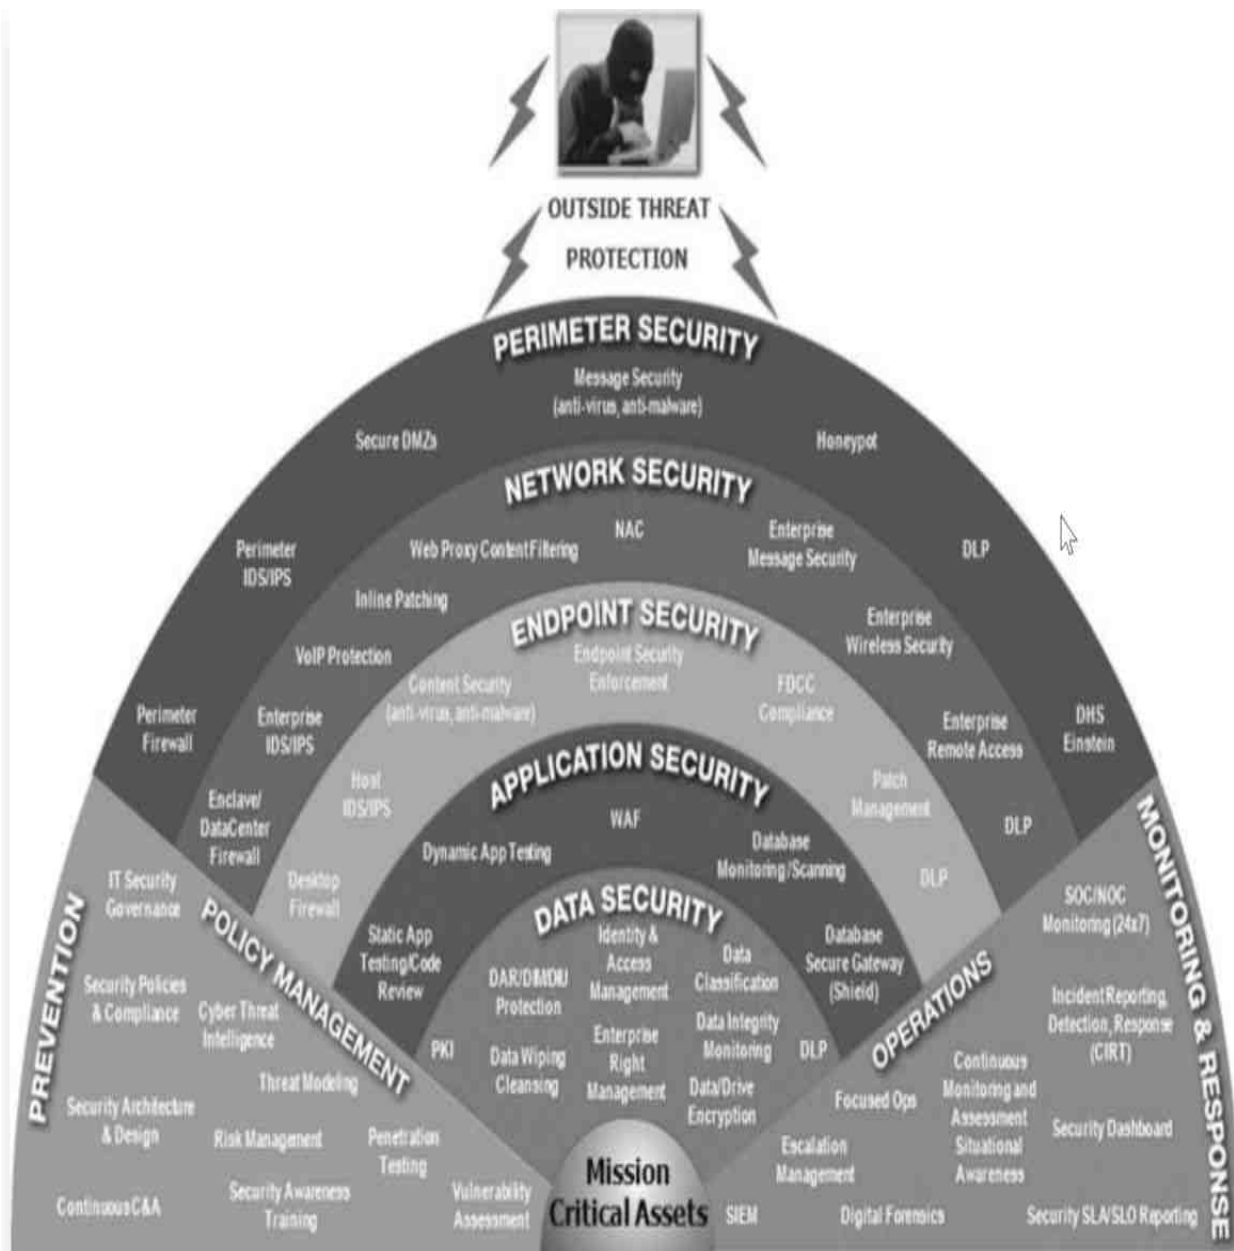 OUTSIDE THREAT
PROTECTION
PERIMETER SECURITY
Message Security
(anti-virus, anti-malware)
Secure DMZs
Honeypot
Perimeter
IDS/IPS
DLP
Perimeter
Firewall
DHS
Einstein
NETWORK SECURITY
NAC
Web Proxy Content Filtering
Enterprise
Message Security
Inline Patching
Enterprise
Wireless Security
VoIP Protection
Enterprise
IDS/IPS
Enterprise
Remote Access
Enclave/
DataCenter
Firewall
DLP
ENDPOINT SECURITY
Endpoint Security
Enforcement
Content Security
(anti-virus, anti-malware)
FDCC
Compliance
Host
IDS/IPS
Patch
Management
Desktop
Firewall
DLP
APPLICATION SECURITY
WAF
Dynamic App Testing
Database
Monitoring/Scanning
Static App
Testing/Code
Review
Database
Secure Gateway
(Shield)
DATA SECURITY
Identity &
Access
Management
DAR/DIM/DIU
Protection
Data
Classification
Enterprise
Right
Management
Data Integrity
Monitoring
PKI
Data Wiping
Cleansing
DLP
Data/Drive
Encryption
Mission
Critical Assets
PREVENTION
POLICY MANAGEMENT
IT Security
Governance
Security Policies
& Compliance
Cyber Threat
Intelligence
Threat Modeling
Security Architecture
& Design
Risk Management
Penetration
Testing
Continuous C&A
Security Awareness
Training
Vulnerability
Assessment
OPERATIONS
MONITORING & RESPONSE
SOC/NOC
Monitoring (24x7)
Incident Reporting,
Detection, Response
(CIRT)
Focused Ops
Continuous
Monitoring and
Assessment
Situational
Awareness
Security Dashboard
Escalation
Management
SIEM
Digital Forensics
Security SLA/SLO Reporting